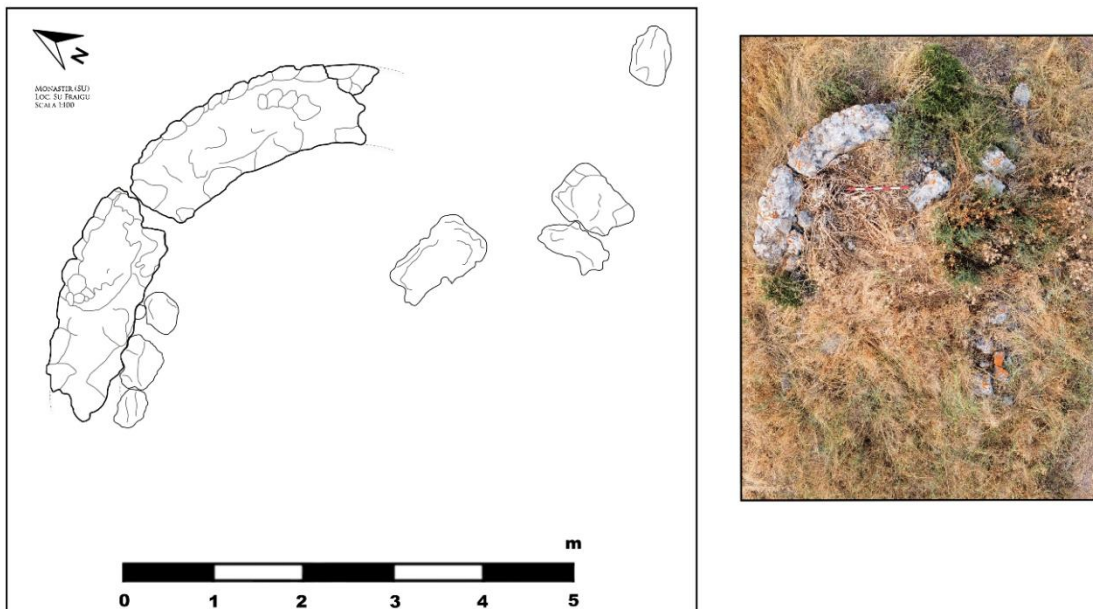 N
MONASTIR (SU)
LOC. SU FRAIGU
SCALA 1:100
m
0 1 2 3 4 5